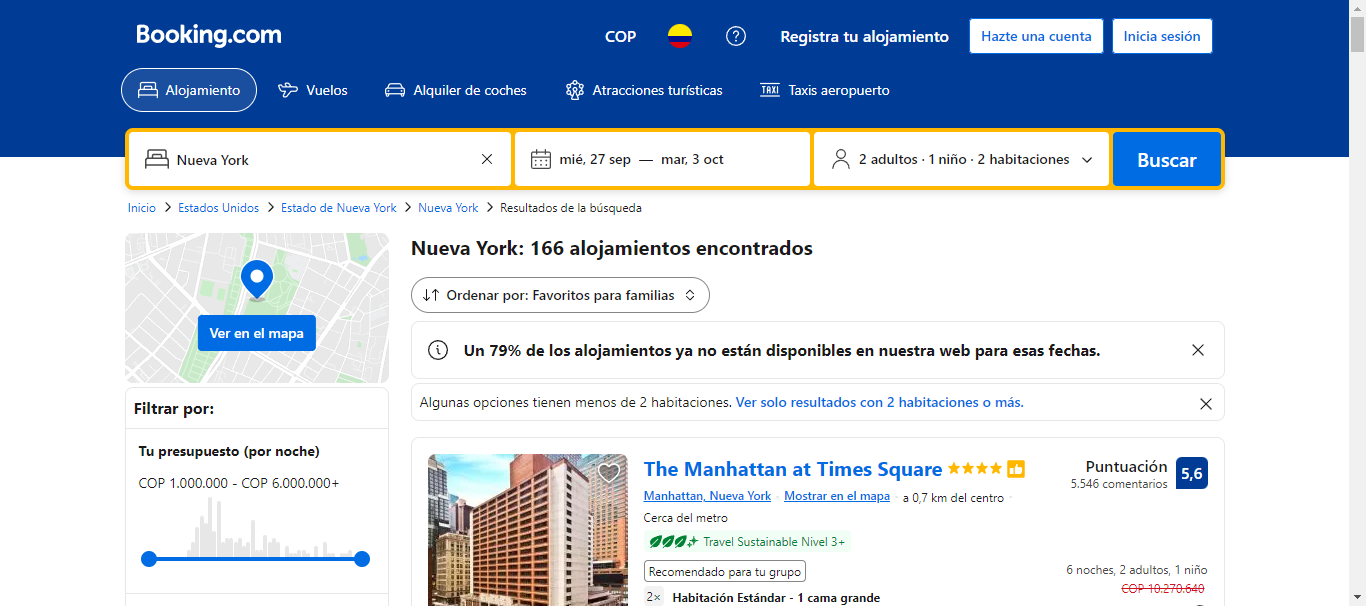 Booking.com
COP
Registra tu alojamiento
Hazte una cuenta
Inicia sesión
Alojamiento
Vuelos
Alquiler de coches
Atracciones turísticas
TAXI Taxis aeropuerto
Nueva York
mié, 27 sep — mar, 3 oct
2 adultos · 1 niño · 2 habitaciones
Buscar
Inicio > Estados Unidos > Estado de Nueva York > Nueva York > Resultados de la búsqueda
Ver en el mapa
Filtrar por:
Tu presupuesto (por noche)
COP 1.000.000 - COP 6.000.000+
Nueva York: 166 alojamientos encontrados
Ordenar por: Favoritos para familias
Un 79% de los alojamientos ya no están disponibles en nuestra web para esas fechas.
Algunas opciones tienen menos de 2 habitaciones. Ver solo resultados con 2 habitaciones o más.
The Manhattan at Times Square
Manhattan, Nueva York · Mostrar en el mapa · a 0,7 km del centro ·
Cerca del metro
Travel Sustainable Nivel 3+
Recomendado para tu grupo
2× Habitación Estándar - 1 cama grande
Puntuación
5.546 comentarios
5,6
6 noches, 2 adultos, 1 niño
COP 10.270.640